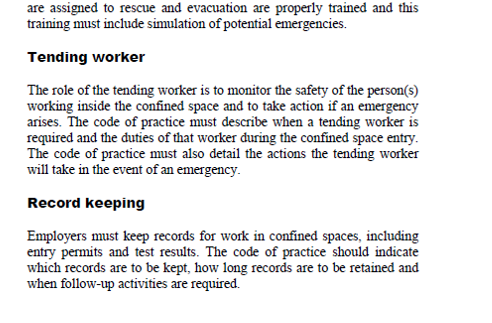 are assigned to rescue and evacuation are properly trained and this
training must include simulation of potential emergencies.
Tending worker
The role of the tending worker is to monitor the safety of the person(s)
working inside the confined space and to take action if an emergency
arises. The code of practice must describe when a tending worker is
required and the duties of that worker during the confined space entry.
The code of practice must also detail the actions the tending worker
will take in the event of an emergency.
Record keeping
Employers must keep records for work in confined spaces, including
entry permits and test results. The code of practice should indicate
which records are to be kept, how long records are to be retained and
when follow-up activities are required.